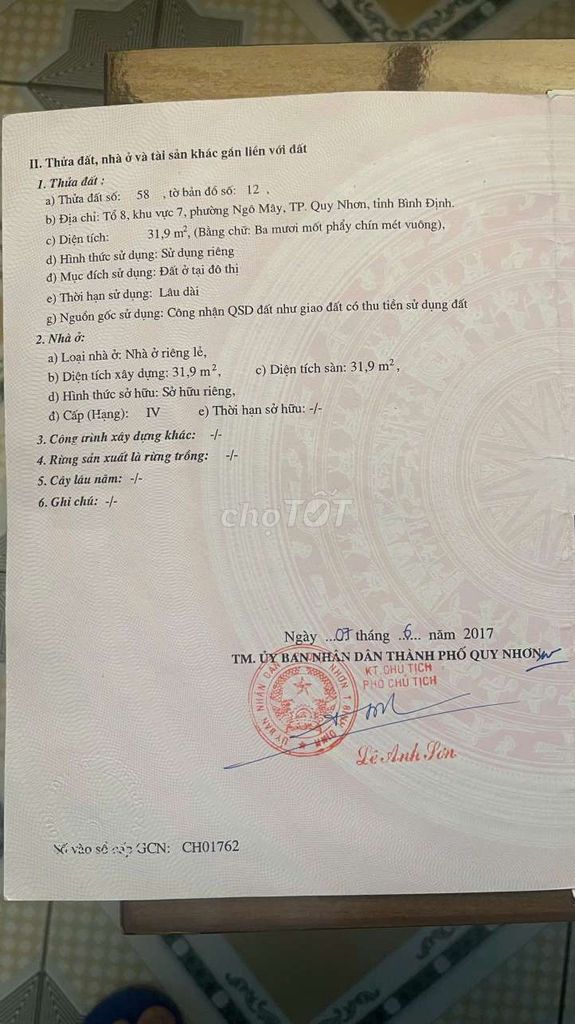 II. Thửa đất, nhà ở và tài sản khác gắn liền với đất
1. Thửa đất :
a) Thửa đất số: 58 , tờ bản đồ số: 12 ,
b) Địa chỉ: Tổ 8, khu vực 7, phường Ngô Mây, TP. Quy Nhơn, tỉnh Bình Định.
c) Diện tích: 31,9 m², (Bằng chữ: Ba mươi mốt phẩy chín mét vuông),
d) Hình thức sử dụng: Sử dụng riêng
đ) Mục đích sử dụng: Đất ở tại đô thị
e) Thời hạn sử dụng: Lâu dài
g) Nguồn gốc sử dụng: Công nhận QSD đất như giao đất có thu tiền sử dụng đất
2. Nhà ở:
a) Loại nhà ở: Nhà ở riêng lẻ,
b) Diện tích xây dựng: 31,9 m², c) Diện tích sàn: 31,9 m²,
d) Hình thức sở hữu: Sở hữu riêng,
đ) Cấp (Hạng): IV e) Thời hạn sở hữu: -/-
3. Công trình xây dựng khác: -/-
4. Rừng sản xuất là rừng trồng: -/-
5. Cây lâu năm: -/-
6. Ghi chú: -/-
chợTỐT
Ngày ...07 tháng ..6... năm 2017
TM. ỦY BAN NHÂN DÂN THÀNH PHỐ QUY NHƠN
KT. CHỦ TỊCH
PHÓ CHỦ TỊCH
Lê Anh Sơn
Số vào sổ cấp GCN: CH01762